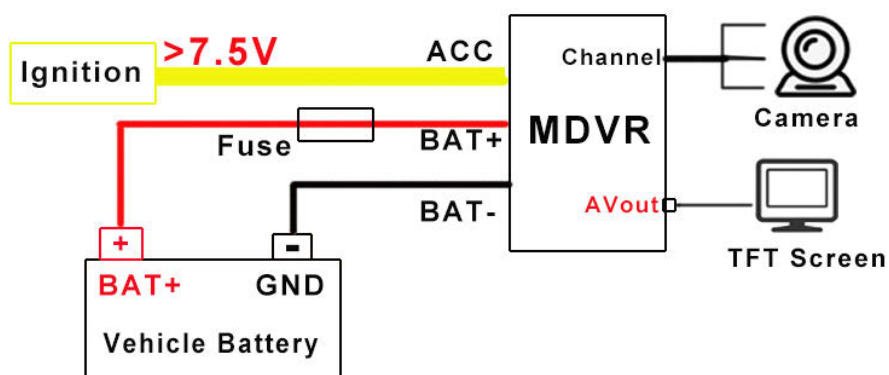 Ignition
>7.5V
ACC
Channel
Camera
MDVR
Fuse
BAT+
BAT-
AVout
TFT Screen
+
-
BAT+
GND
Vehicle Battery